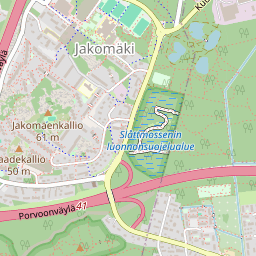 Jakomäki
Jakomäenkallio
61 m
Slåttmossenin
luonnonsuojelualue
50 m
Porvoonväylä
41